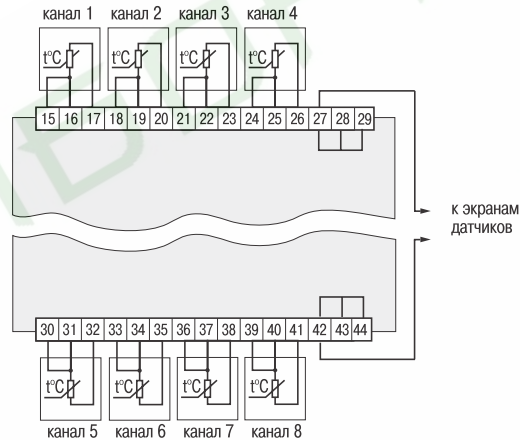 канал 1 канал 2 канал 3 канал 4
t°C t°C t°C t°C
15 16 17 18 19 20 21 22 23 24 25 26 27 28 29
к экранам
датчиков
30 31 32 33 34 35 36 37 38 39 40 41 42 43 44
t°C t°C t°C t°C
канал 5 канал 6 канал 7 канал 8